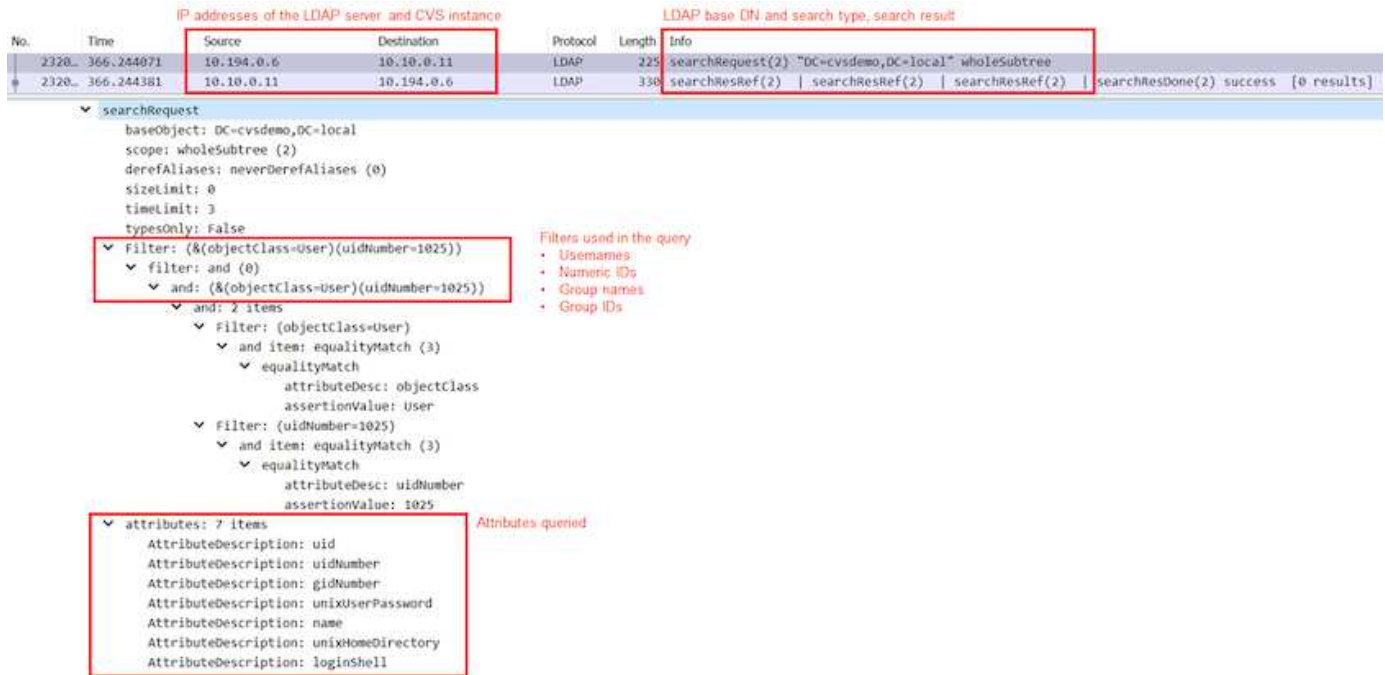 IP addresses of the LDAP server and CVS instance
LDAP base DN and search type, search result
No. Time Source Destination Protocol Length Info
2320… 366.244071 10.194.0.6 10.10.0.11 LDAP 225 searchRequest(2) "DC=cvsdemo,DC=local" wholeSubtree
2320… 366.244381 10.10.0.11 10.194.0.6 LDAP 330 searchResRef(2) | searchResRef(2) | searchResRef(2) | searchResDone(2) success [0 results]
searchRequest
baseObject: DC=cvsdemo,DC=local
scope: wholeSubtree (2)
derefAliases: neverDerefAliases (0)
sizeLimit: 0
timeLimit: 3
typesOnly: False
Filter: (&(objectClass=User)(uidNumber=1025))
filter: and (0)
and: (&(objectClass=User)(uidNumber=1025))
and: 2 items
Filter: (objectClass=User)
and item: equalityMatch (3)
equalityMatch
attributeDesc: objectClass
assertionValue: User
Filter: (uidNumber=1025)
and item: equalityMatch (3)
equalityMatch
attributeDesc: uidNumber
assertionValue: 1025
Filters used in the query
• Usernames
• Numeric IDs
• Group names
• Group IDs
attributes: 7 items
AttributeDescription: uid
AttributeDescription: uidNumber
AttributeDescription: gidNumber
AttributeDescription: unixUserPassword
AttributeDescription: name
AttributeDescription: unixHomeDirectory
AttributeDescription: loginShell
Attributes queried